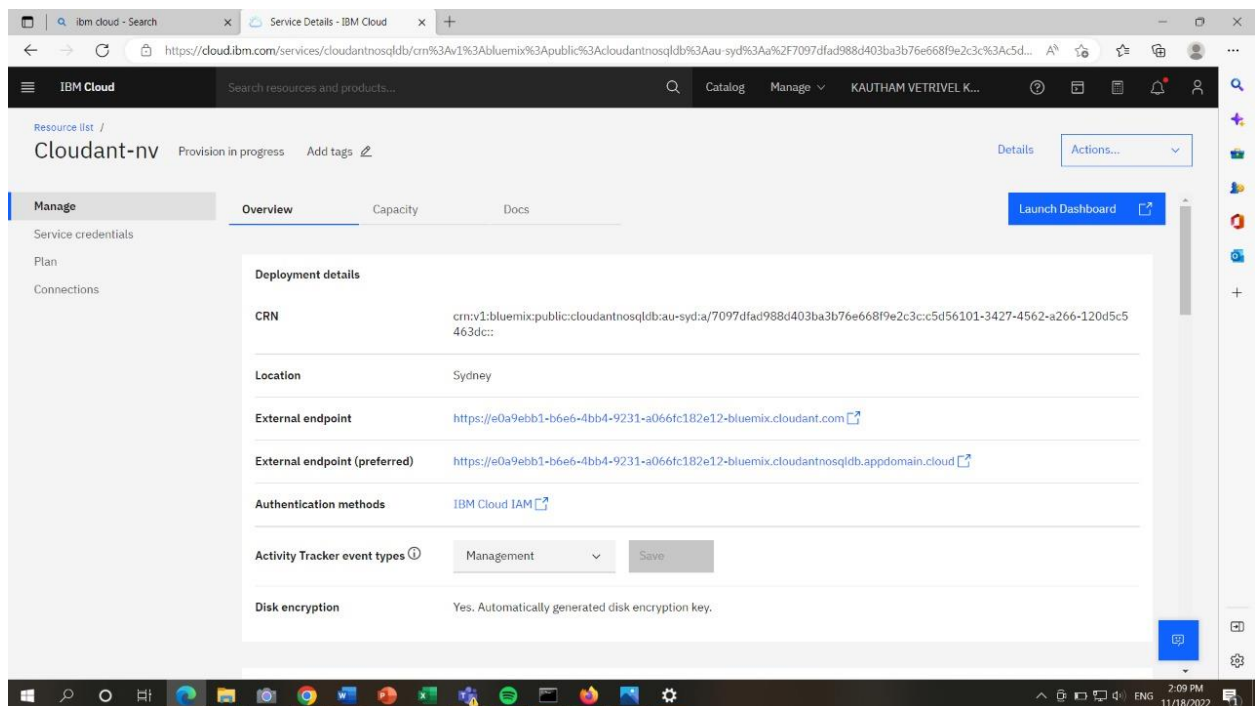 ibm cloud - Search
Service Details - IBM Cloud
https://cloud.ibm.com/services/cloudantnosqldb/crn%3Av1%3Abluemix%3Apublic%3Acloudantnosqldb%3Aau-syd%3Aa%2F7097dfad988d403ba3b76e668f9e2c3c%3Ac5d...
IBM Cloud
Search resources and products...
Catalog
Manage
KAUTHAM VETRIVEL K...
Resource list /
Cloudant-nv
Provision in progress
Add tags
Details
Actions...
Manage
Service credentials
Plan
Connections
Overview
Capacity
Docs
Launch Dashboard
Deployment details
CRN
crn:v1:bluemix:public:cloudantnosqldb:au-syd:a/7097dfad988d403ba3b76e668f9e2c3c:c5d56101-3427-4562-a266-120d5c5
463dc::
Location
Sydney
External endpoint
https://e0a9ebb1-b6e6-4bb4-9231-a066fc182e12-bluemix.cloudant.com
External endpoint (preferred)
https://e0a9ebb1-b6e6-4bb4-9231-a066fc182e12-bluemix.cloudantnosqldb.appdomain.cloud
Authentication methods
IBM Cloud IAM
Activity Tracker event types
Management
Save
Disk encryption
Yes. Automatically generated disk encryption key.
ENG
2:09 PM
11/18/2022